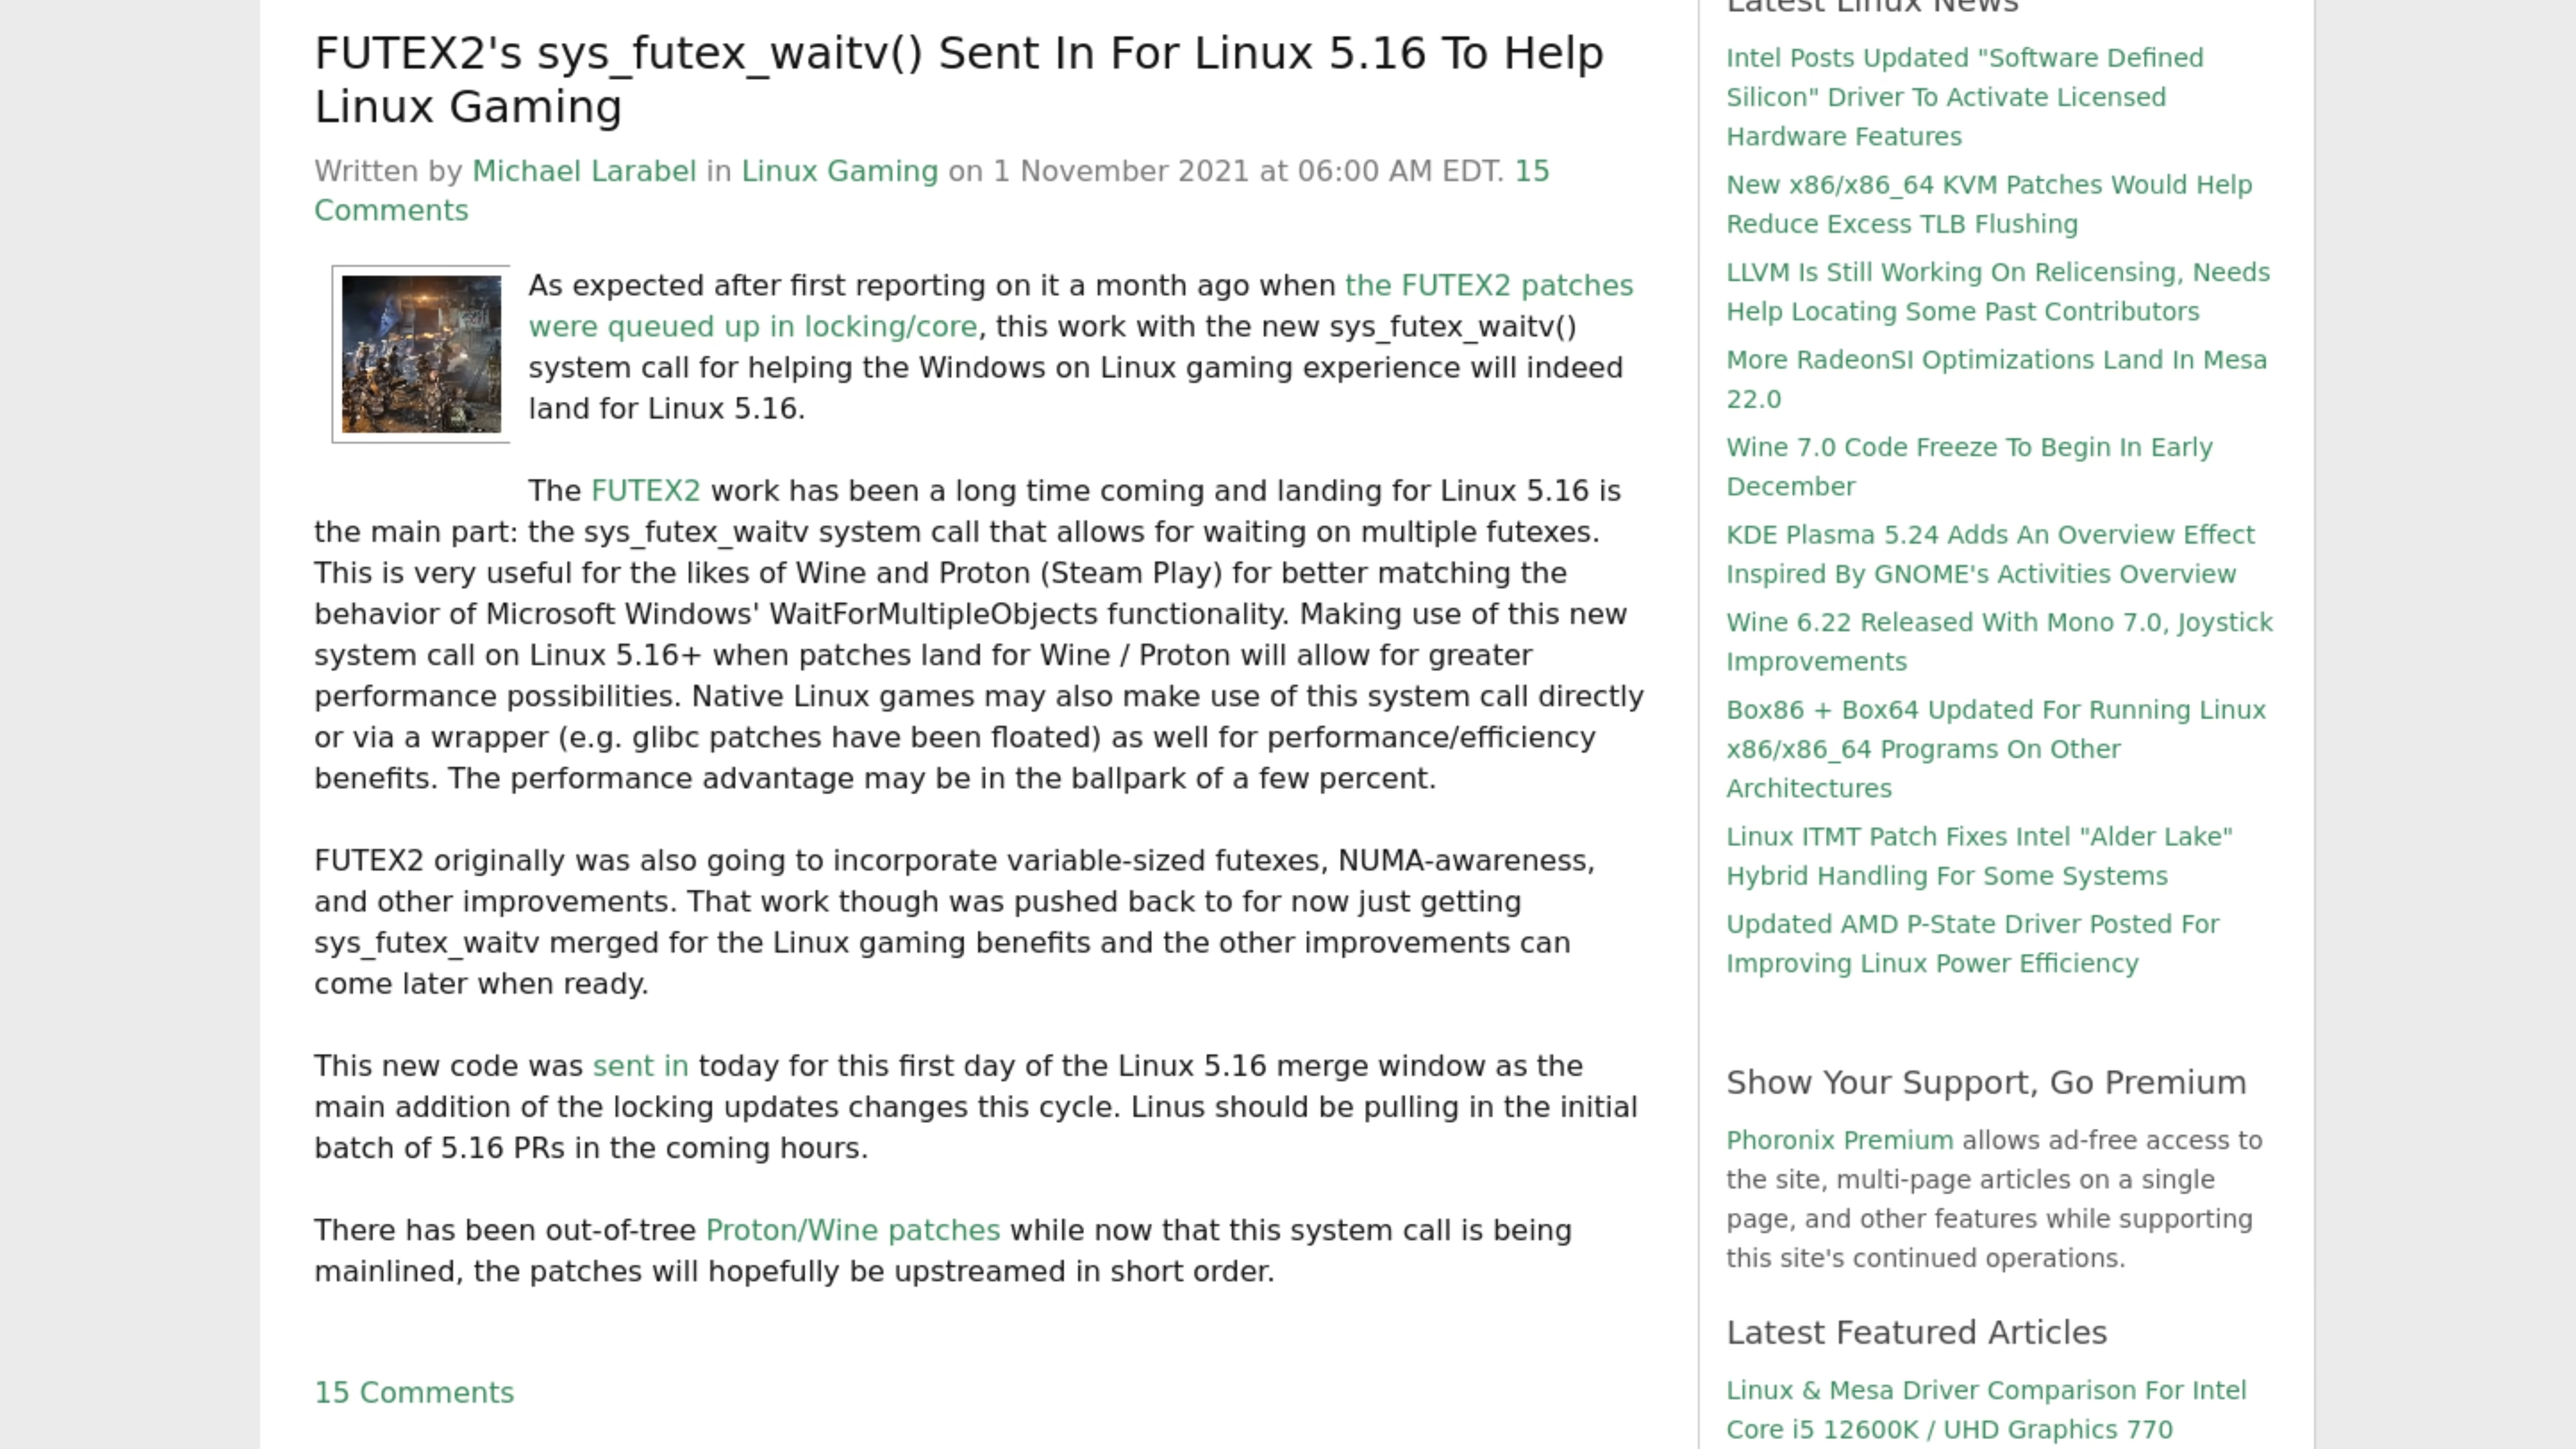 FUTEX2's sys_futex_waitv() Sent In For Linux 5.16 To Help
Linux Gaming
Written by Michael Larabel in Linux Gaming on 1 November 2021 at 06:00 AM EDT. 15
Comments
As expected after first reporting on it a month ago when the FUTEX2 patches
were queued up in locking/core, this work with the new sys_futex_waitv()
system call for helping the Windows on Linux gaming experience will indeed
land for Linux 5.16.
The FUTEX2 work has been a long time coming and landing for Linux 5.16 is
the main part: the sys_futex_waitv system call that allows for waiting on multiple futexes.
This is very useful for the likes of Wine and Proton (Steam Play) for better matching the
behavior of Microsoft Windows' WaitForMultipleObjects functionality. Making use of this new
system call on Linux 5.16+ when patches land for Wine / Proton will allow for greater
performance possibilities. Native Linux games may also make use of this system call directly
or via a wrapper (e.g. glibc patches have been floated) as well for performance/efficiency
benefits. The performance advantage may be in the ballpark of a few percent.
FUTEX2 originally was also going to incorporate variable-sized futexes, NUMA-awareness,
and other improvements. That work though was pushed back to for now just getting
sys_futex_waitv merged for the Linux gaming benefits and the other improvements can
come later when ready.
This new code was sent in today for this first day of the Linux 5.16 merge window as the
main addition of the locking updates changes this cycle. Linus should be pulling in the initial
batch of 5.16 PRs in the coming hours.
There has been out-of-tree Proton/Wine patches while now that this system call is being
mainlined, the patches will hopefully be upstreamed in short order.
15 Comments
Latest Linux News
Intel Posts Updated "Software Defined
Silicon" Driver To Activate Licensed
Hardware Features
New x86/x86_64 KVM Patches Would Help
Reduce Excess TLB Flushing
LLVM Is Still Working On Relicensing, Needs
Help Locating Some Past Contributors
More RadeonSI Optimizations Land In Mesa
22.0
Wine 7.0 Code Freeze To Begin In Early
December
KDE Plasma 5.24 Adds An Overview Effect
Inspired By GNOME's Activities Overview
Wine 6.22 Released With Mono 7.0, Joystick
Improvements
Box86 + Box64 Updated For Running Linux
x86/x86_64 Programs On Other
Architectures
Linux ITMT Patch Fixes Intel "Alder Lake"
Hybrid Handling For Some Systems
Updated AMD P-State Driver Posted For
Improving Linux Power Efficiency
Show Your Support, Go Premium
Phoronix Premium allows ad-free access to
the site, multi-page articles on a single
page, and other features while supporting
this site's continued operations.
Latest Featured Articles
Linux & Mesa Driver Comparison For Intel
Core i5 12600K / UHD Graphics 770